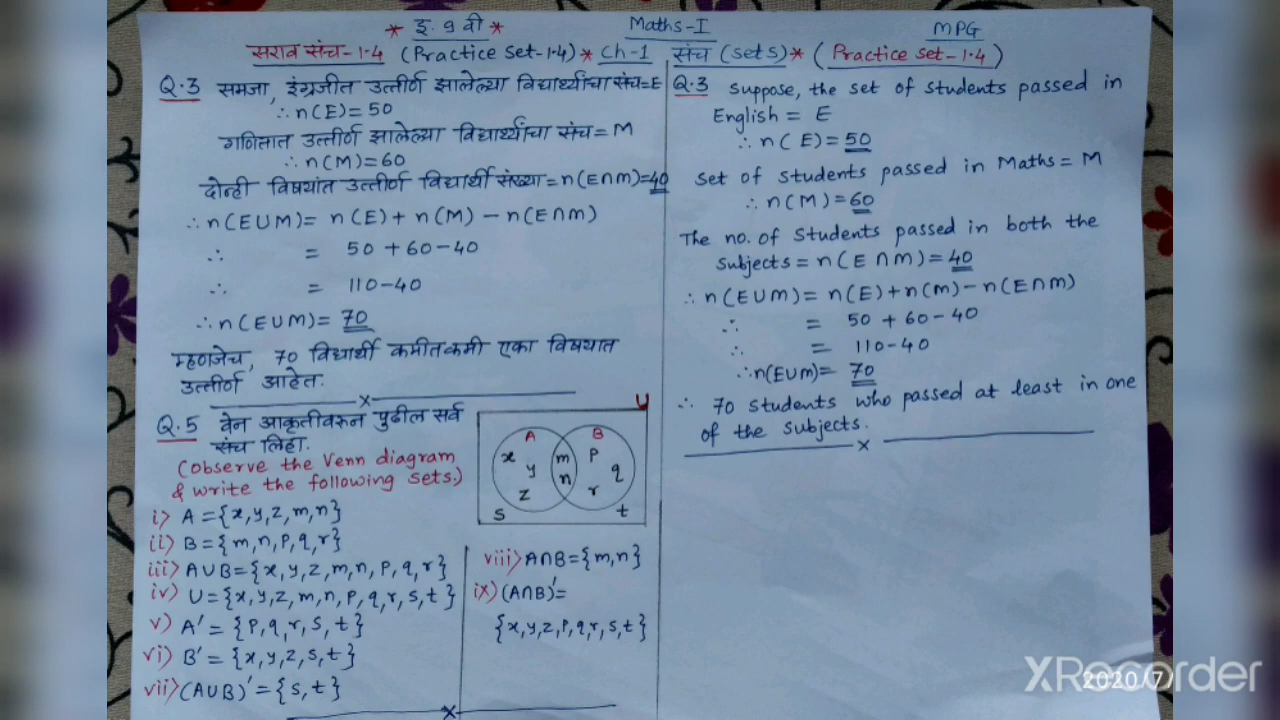 * इ. ९ वी * Maths-I MPG
सराव संच-1.4 (Practice Set-1.4) * Ch-1 संच (sets) * (Practice set-1.4)
Q.3 समजा, इंग्रजीत उत्तीर्ण झालेल्या विद्यार्थ्यांचा संच=E
∴ n(E)=50
गणितात उत्तीर्ण झालेल्या विद्यार्थ्यांचा संच=M
∴ n(M)=60
दोन्ही विषयांत उत्तीर्ण विद्यार्थी संख्या=n(E∩M)=40
∴ n(E∪M)= n(E)+n(M)-n(E∩M)
∴ = 50+60-40
∴ = 110-40
∴ n(E∪M)= 70
म्हणजेच, 70 विद्यार्थी कमीतकमी एका विषयात
उत्तीर्ण आहेत.
x
Q.5 वेन आकृतीवरून पुढील सर्व
संच लिहा.
(Observe the Venn diagram
& write the following sets.)
U
A B
x y z m n p q r
s t
i) A={x,y,z,m,n}
ii) B={m,n,p,q,r}
iii) A∪B={x,y,z,m,n,p,q,r}
iv) U={x,y,z,m,n,p,q,r,s,t}
v) A'={p,q,r,s,t}
vi) B'={x,y,z,s,t}
vii) (A∪B)'={s,t}
viii) A∩B={m,n}
ix) (A∩B)'=
{x,y,z,p,q,r,s,t}
x
Q.3 Suppose, the set of students passed in
English = E
∴ n(E)=50
Set of students passed in Maths=M
∴ n(M)=60
The no. of Students passed in both the
subjects=n(E∩M)=40
∴ n(E∪M)= n(E)+n(M)-n(E∩M)
∴ = 50+60-40
∴ = 110-40
∴ n(E∪M)= 70
∴ 70 students who passed at least in one
of the subjects.
x
XRecorder
2020/7/